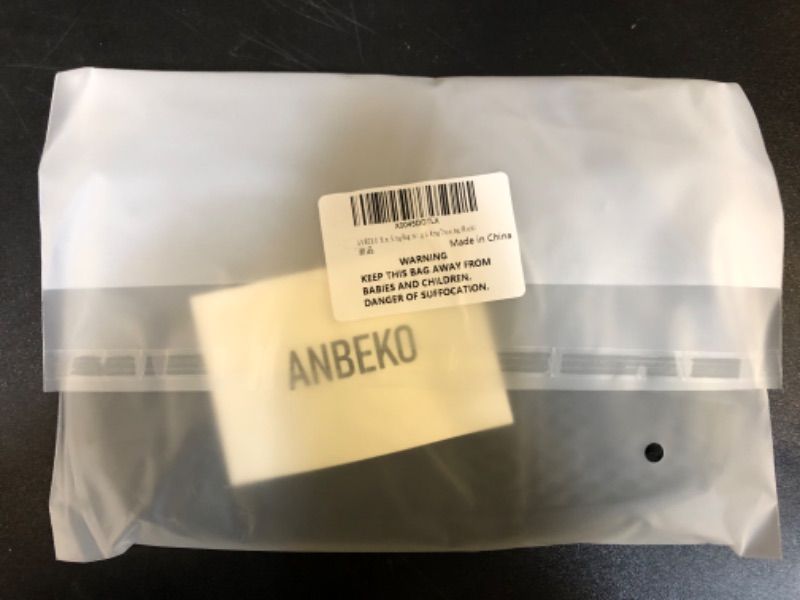 Made in China
WARNING
KEEP THIS BAG AWAY FROM
BABIES AND CHILDREN.
DANGER OF SUFFOCATION.
ANBEKO